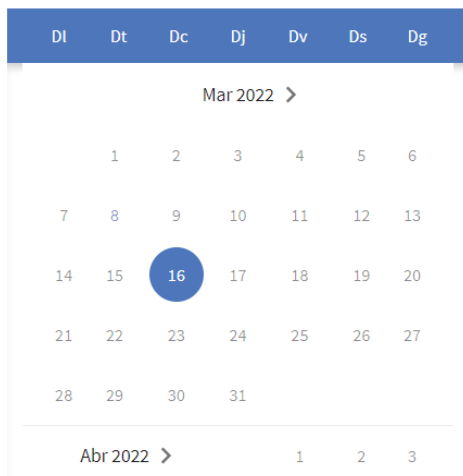 Dl Dt Dc Dj Dv Ds Dg
Mar 2022
1 2 3 4 5 6
7 8 9 10 11 12 13
14 15 16 17 18 19 20
21 22 23 24 25 26 27
28 29 30 31
Abr 2022 1 2 3